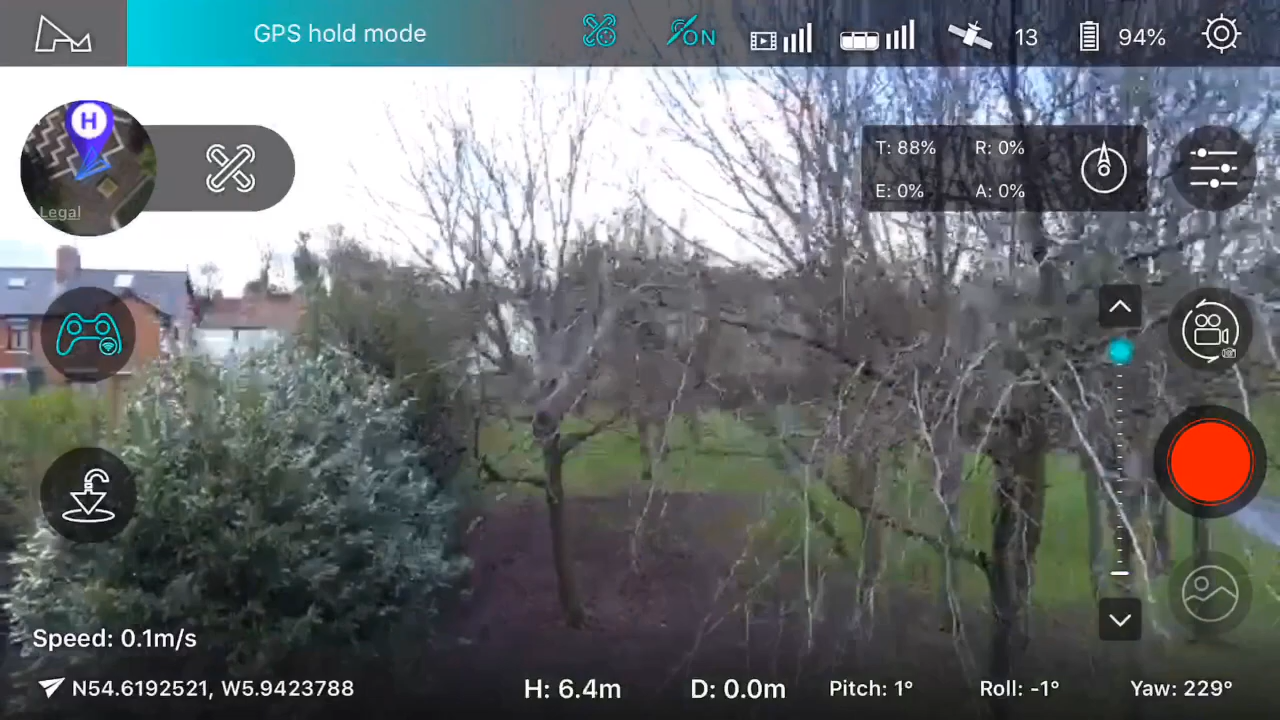 GPS hold mode
ON
13
94%
H
T: 88% R: 0%
E: 0% A: 0%
Legal
Speed: 0.1m/s
N54.6192521, W5.9423788 H: 6.4m D: 0.0m Pitch: 1° Roll: -1° Yaw: 229°